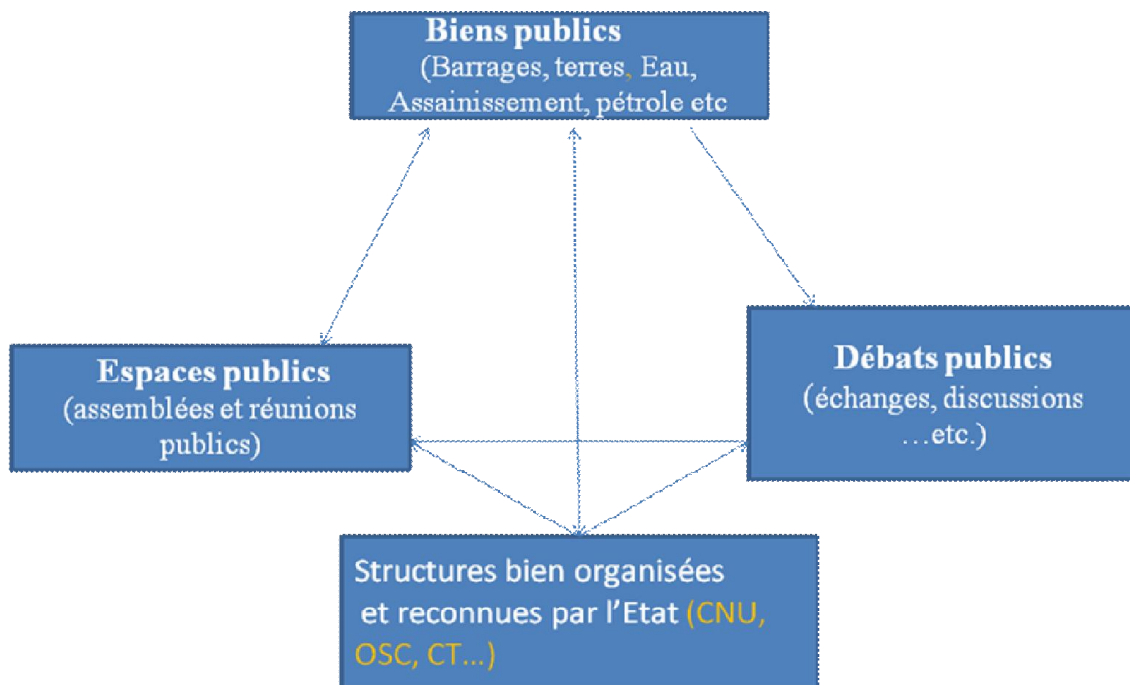 Biens publics
(Barrages, terres, Eau,
Assainissement, pétrole etc
Espaces publics
(assemblées et réunions
publics)
Débats publics
(échanges, discussions
…etc.)
Structures bien organisées
et reconnues par l'Etat (CNU,
OSC, CT…)